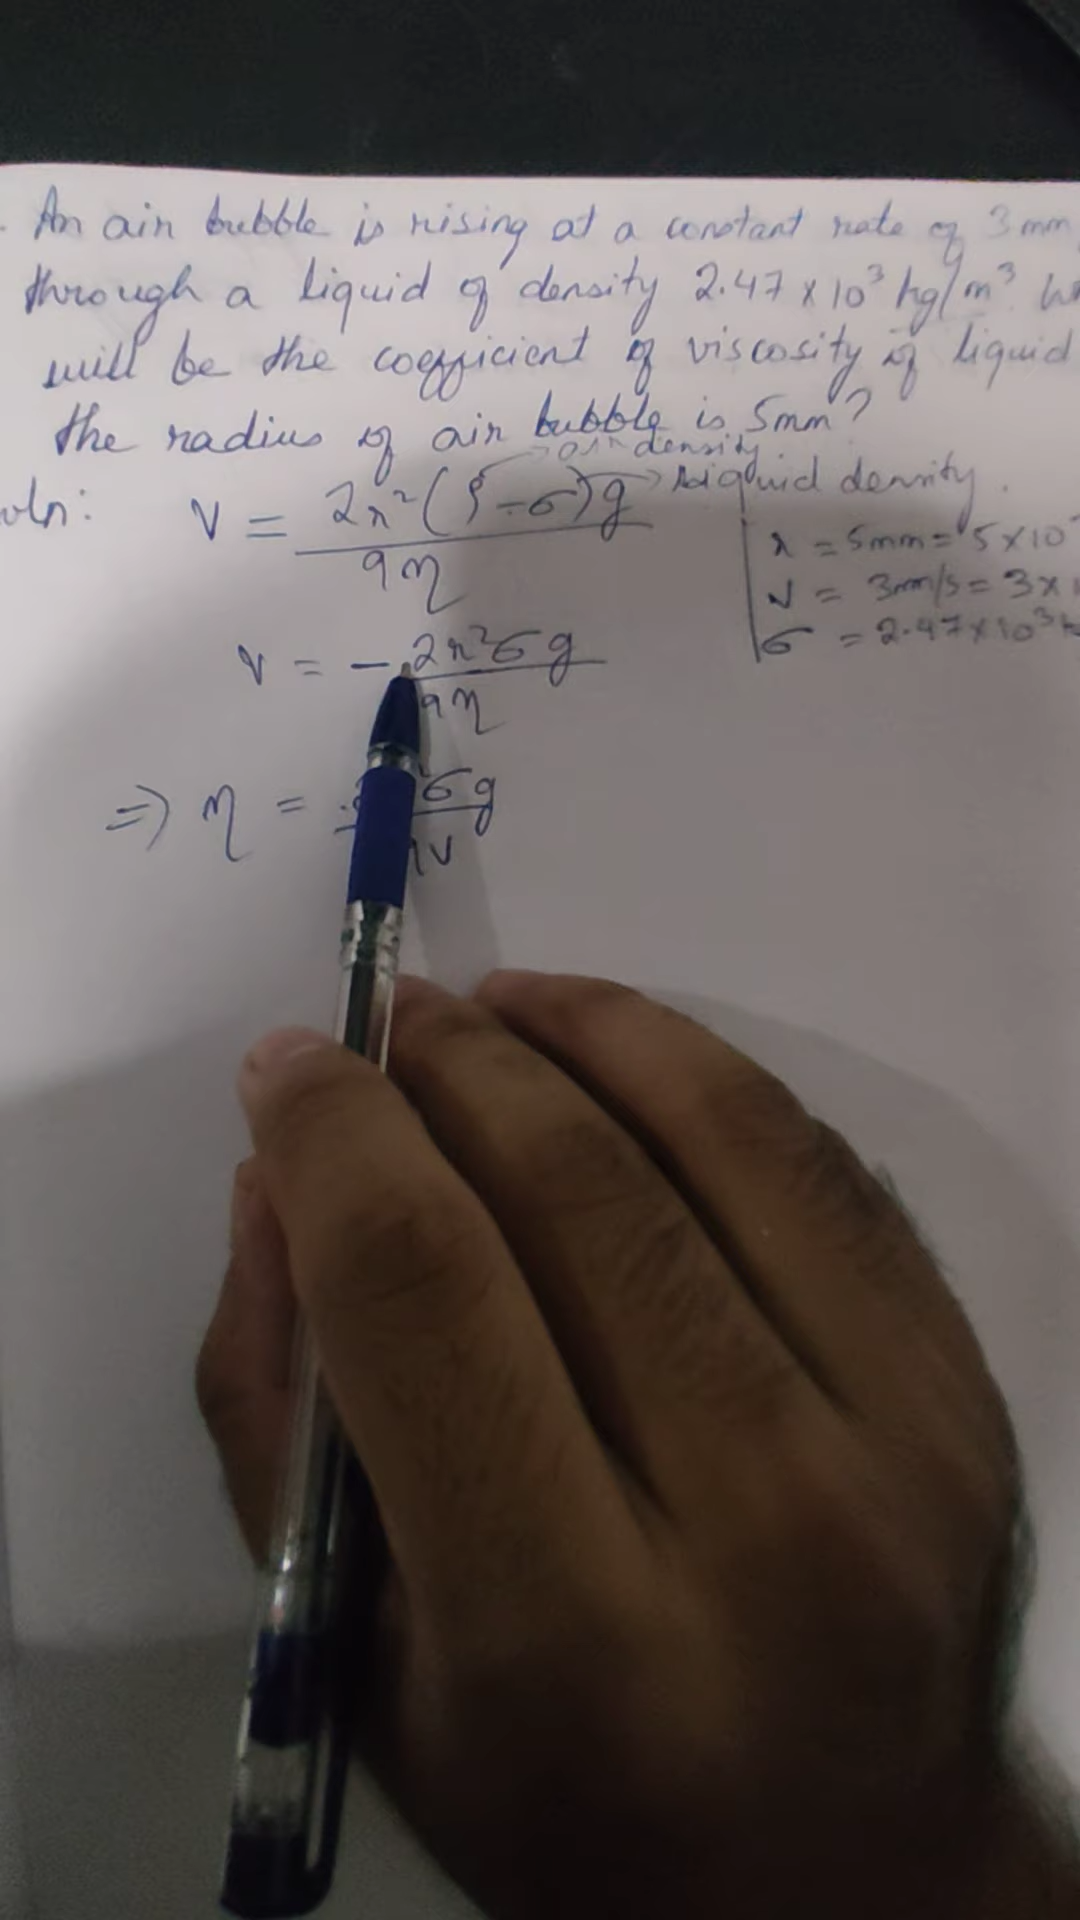 An air bubble is rising at a constant rate of 3 mm
through a liquid of density 2.47 x 10³ kg/m³.
will be the coefficient of viscosity of liquid
the radius of air bubble is 5mm?
density
soln: V = 2r²(ρ-σ)g / 9η → Liquid density.
r = 5mm = 5 x 10
V = 3mm/s = 3 x
σ = 2.47 x 10³
V = - 2r²σg / 9η
⇒ η = σg / V